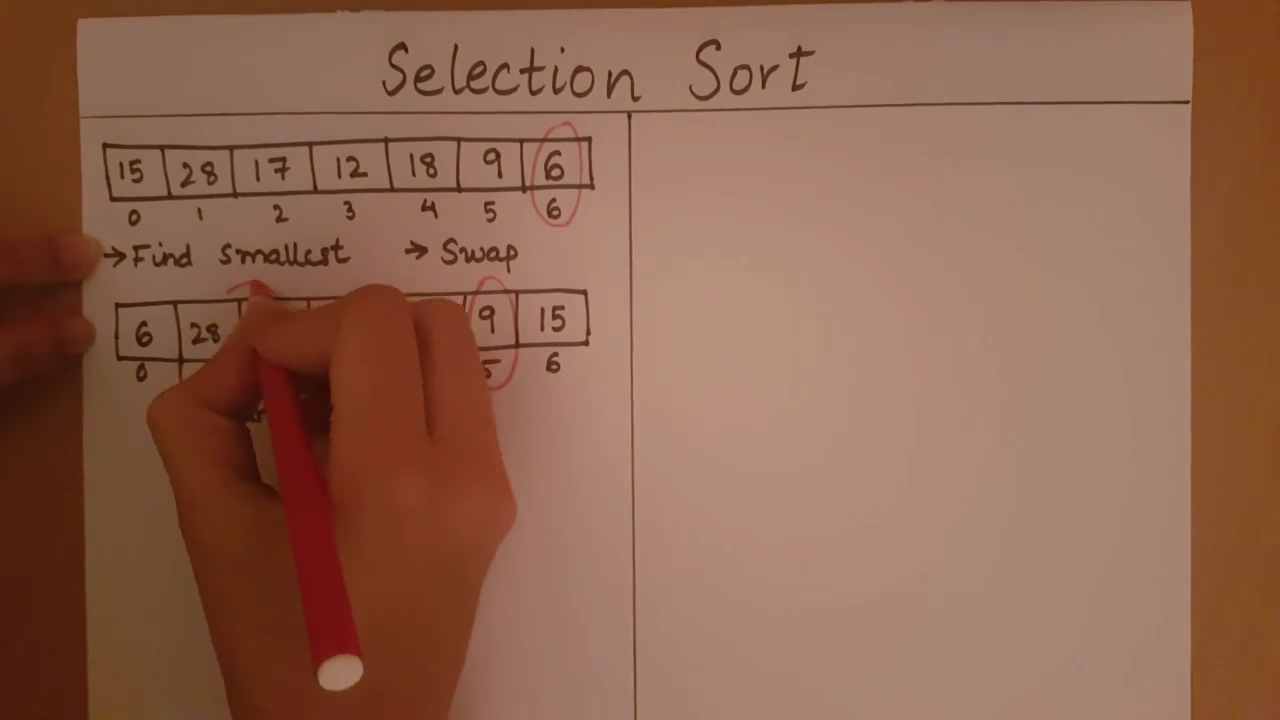 Selection Sort
15 28 17 12 18 9 6
0 1 2 3 4 5 6
→Find Smallest → Swap
6 28 9 15
0 5 6